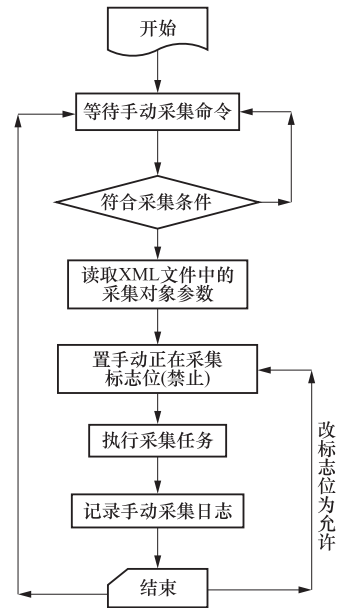 开始
等待手动采集命令
符合采集条件
读取XML文件中的
采集对象参数
置手动正在采集
标志位(禁止)
执行采集任务
记录手动采集日志
结束
改标志位为允许